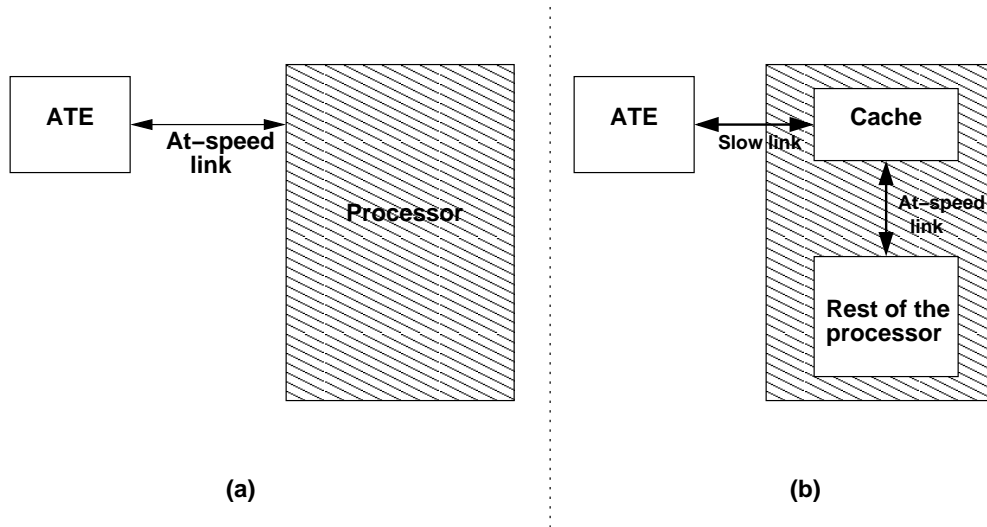 ATE
At–speed
link
Processor
(a)
ATE
Slow link
Cache
At–speed
link
Rest of the
processor
(b)